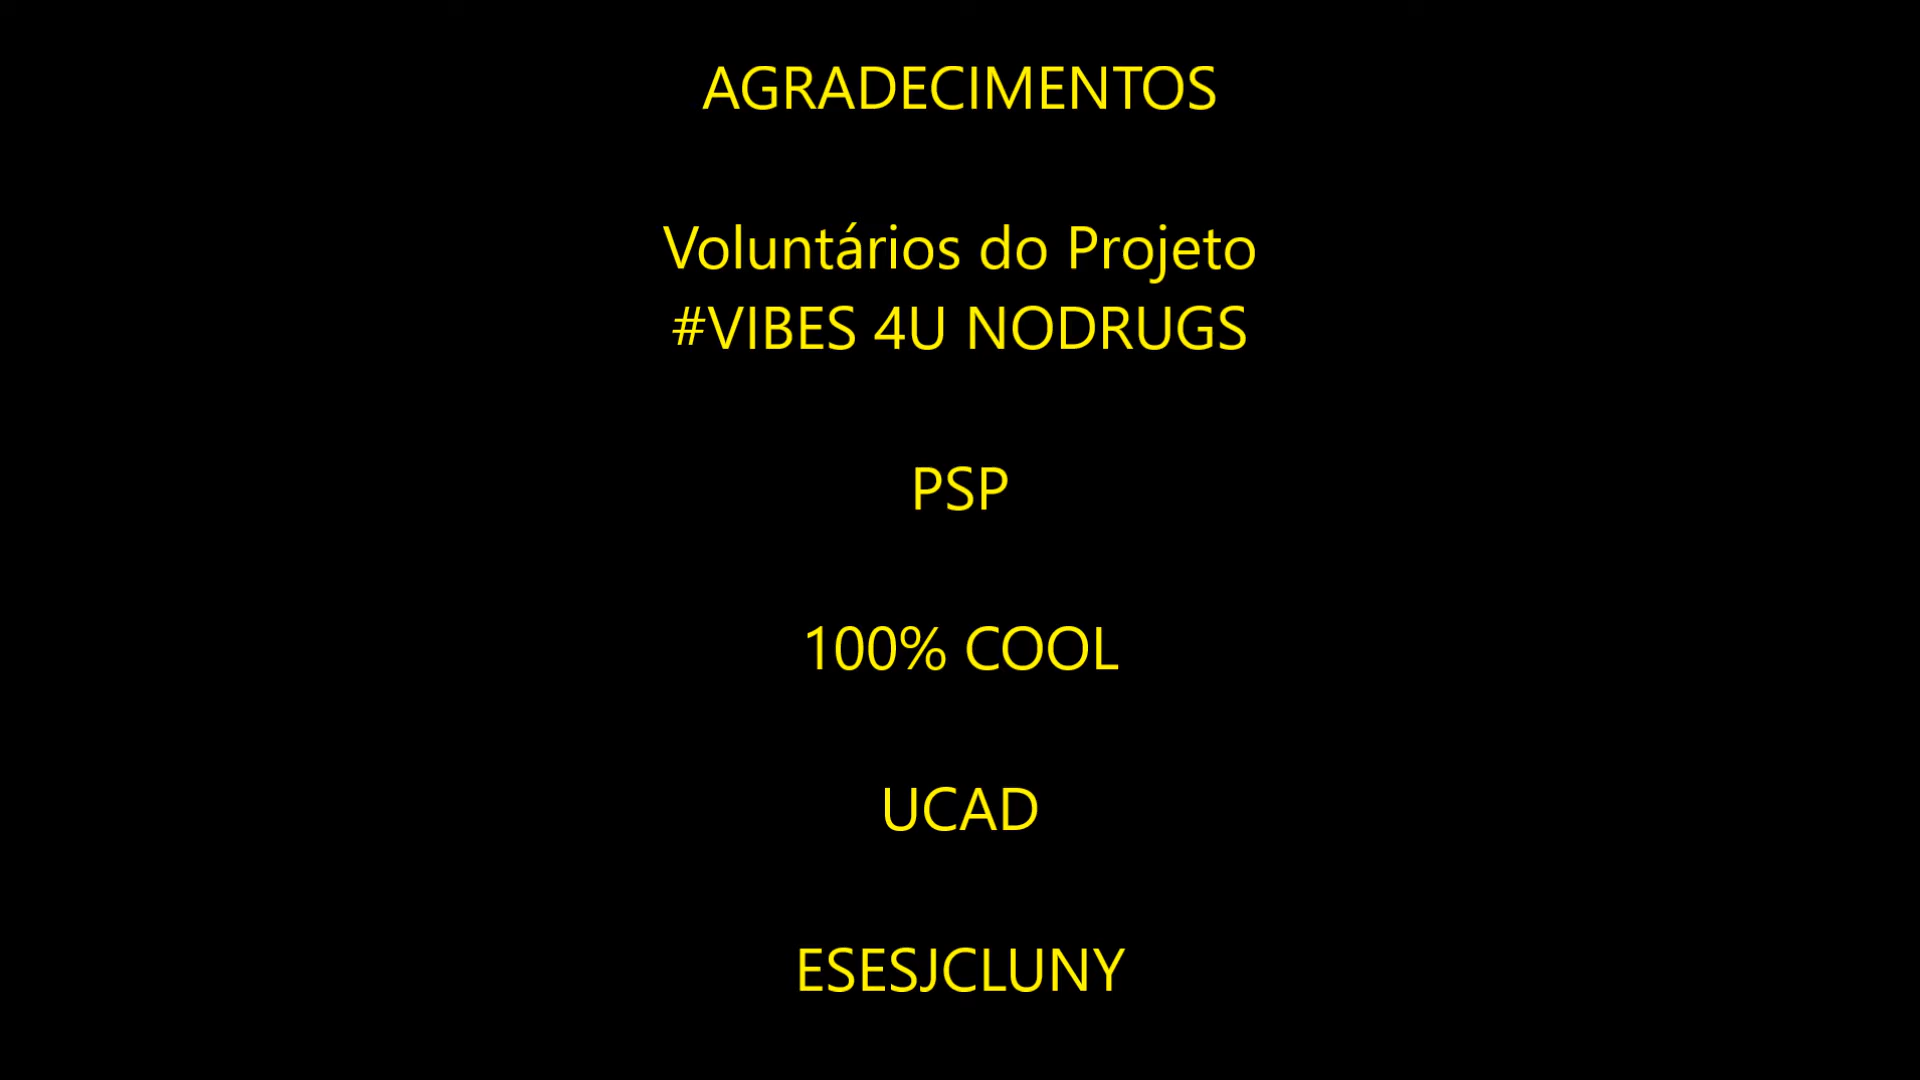 AGRADECIMENTOS
Voluntários do Projeto
#VIBES 4U NODRUGS
PSP
100% COOL
UCAD
ESESJCLUNY